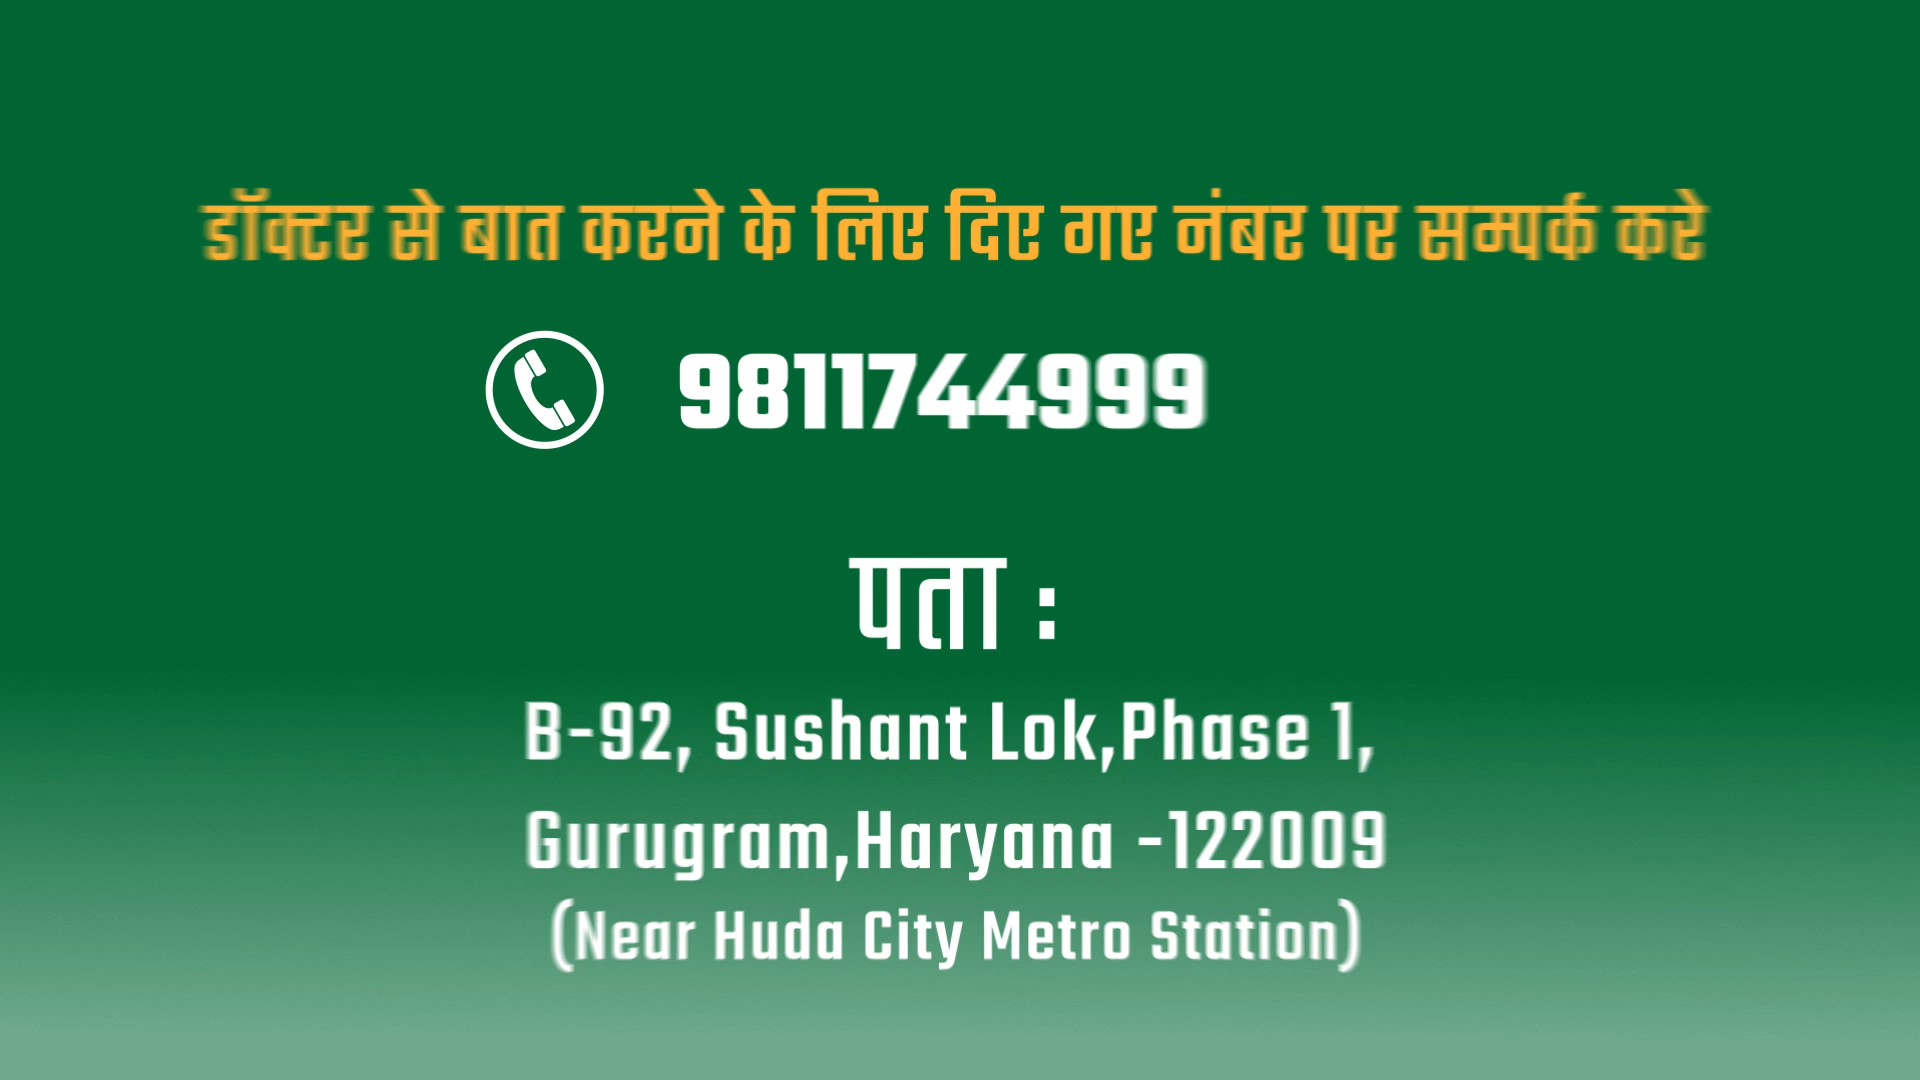 डॉक्टर से बात करने के लिए दिए गए नंबर पर सम्पर्क करे
9811744999
पता :
B-92, Sushant Lok,Phase 1,
Gurugram,Haryana -122009
(Near Huda City Metro Station)